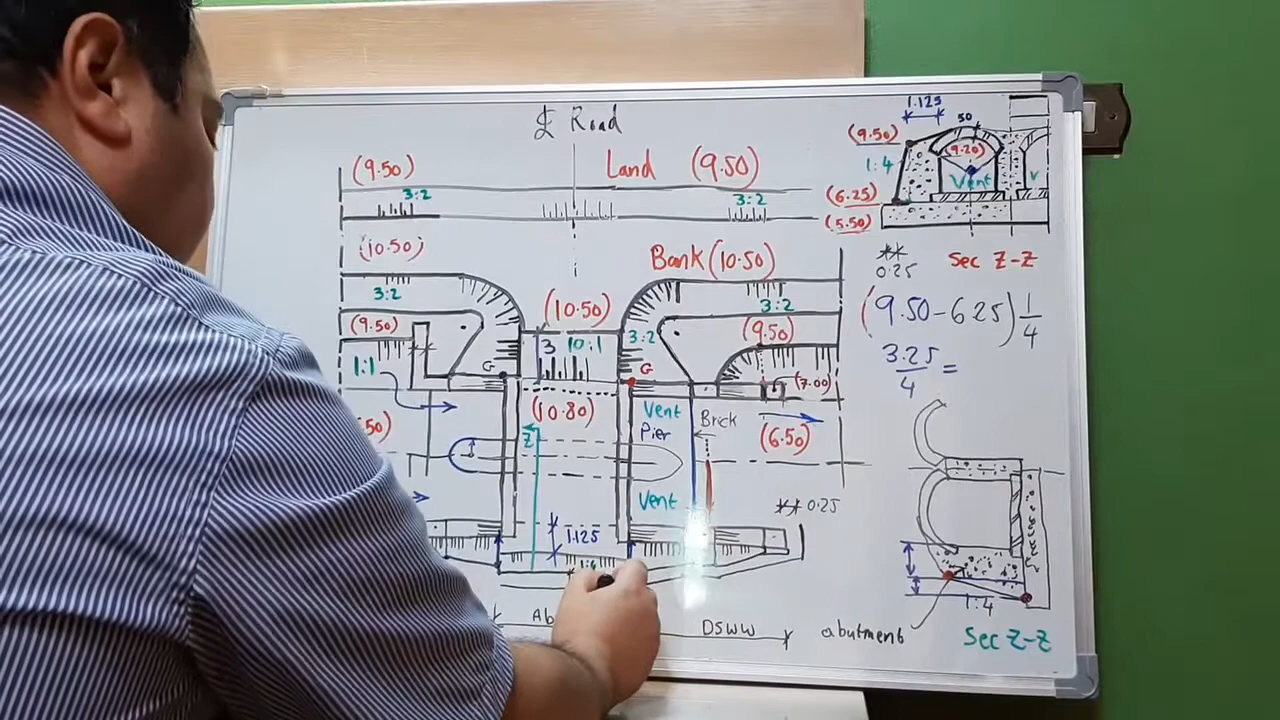 ℄ Road
(9.50)
Land (9.50)
3:2
3:2
(10.50)
Bank (10.50)
3:2
3:2
(9.50)
(10.50)
3:2
(9.50)
3 10:1
1:1
G
G
(7.00)
50)
(10.80)
Vent
Pier
Brick
(6.50)
Z
Vent
** 0.25
1.125
Ab
DSWW
1.125
50
(9.50)
(9.20)
1:4
Vent
V
(6.25)
(5.50)
**
0.25
Sec Z-Z
(9.50-6.25) 1/4
3.25/4 =
1:4
abutment
Sec Z-Z